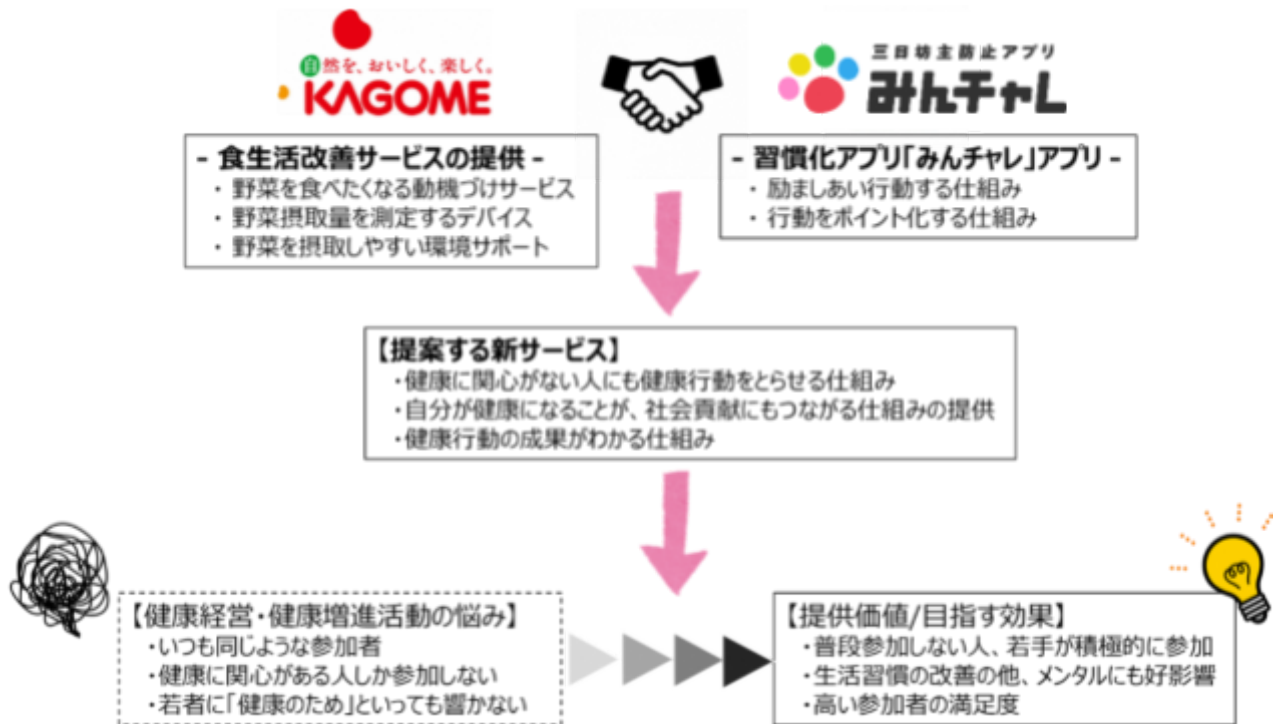 自然を、おいしく、楽しく。
KAGOME
三日坊主防止アプリ
みんチャレ
- 食生活改善サービスの提供 -
・ 野菜を食べたくなる動機づけサービス
・ 野菜摂取量を測定するデバイス
・ 野菜を摂取しやすい環境サポート
- 習慣化アプリ「みんチャレ」アプリ -
・ 励ましあい行動する仕組み
・ 行動をポイント化する仕組み
【提案する新サービス】
・健康に関心がない人にも健康行動をとらせる仕組み
・自分が健康になることが、社会貢献にもつながる仕組みの提供
・健康行動の成果がわかる仕組み
【健康経営・健康増進活動の悩み】
・いつも同じような参加者
・健康に関心がある人しか参加しない
・若者に「健康のため」といっても響かない
【提供価値/目指す効果】
・普段参加しない人、若手が積極的に参加
・生活習慣の改善の他、メンタルにも好影響
・高い参加者の満足度